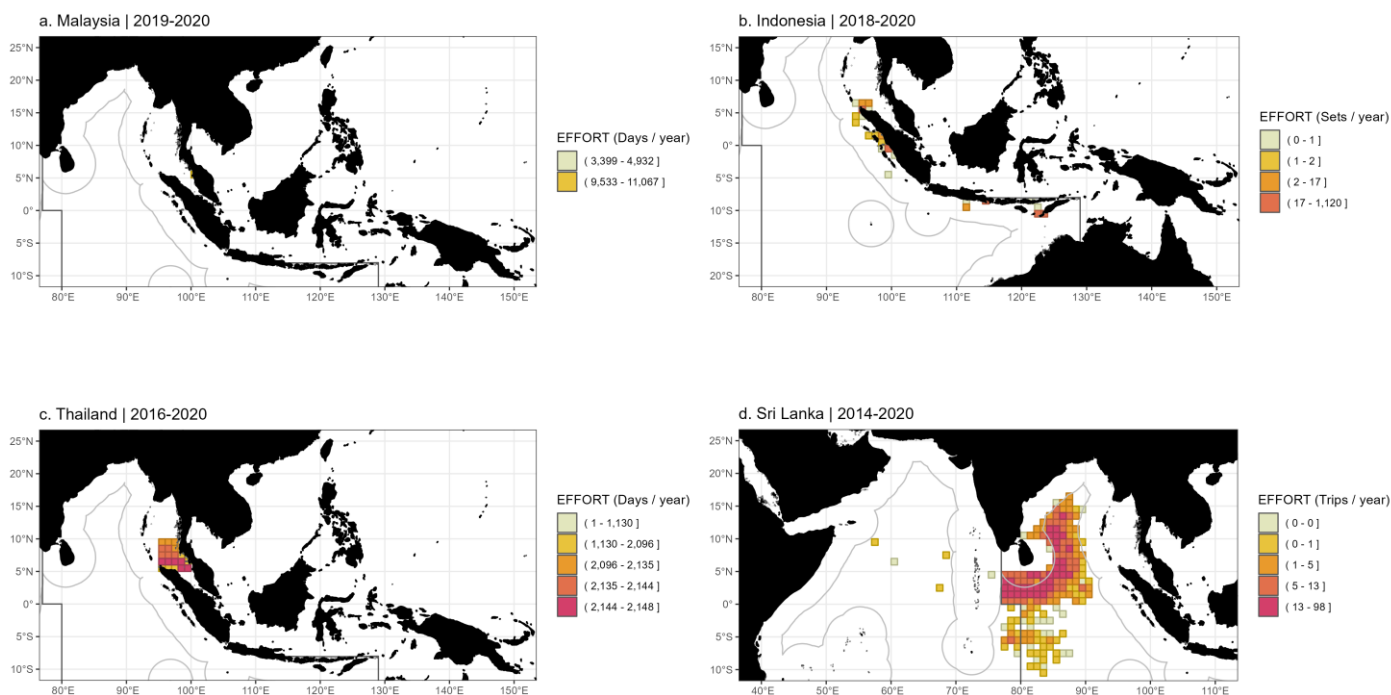 a. Malaysia | 2019-2020
25°N
20°N
15°N
10°N
5°N
0°
5°S
10°S
80°E 90°E 100°E 110°E 120°E 130°E 140°E 150°E
EFFORT (Days / year)
( 3,399 - 4,932 ]
( 9,533 - 11,067 ]
b. Indonesia | 2018-2020
15°N
10°N
5°N
0°
5°S
10°S
15°S
20°S
80°E 90°E 100°E 110°E 120°E 130°E 140°E 150°E
EFFORT (Sets / year)
( 0 - 1 ]
( 1 - 2 ]
( 2 - 17 ]
( 17 - 1,120 ]
c. Thailand | 2016-2020
25°N
20°N
15°N
10°N
5°N
0°
5°S
10°S
80°E 90°E 100°E 110°E 120°E 130°E 140°E 150°E
EFFORT (Days / year)
( 1 - 1,130 ]
( 1,130 - 2,096 ]
( 2,096 - 2,135 ]
( 2,135 - 2,144 ]
( 2,144 - 2,148 ]
d. Sri Lanka | 2014-2020
25°N
20°N
15°N
10°N
5°N
0°
5°S
10°S
40°E 50°E 60°E 70°E 80°E 90°E 100°E 110°E
EFFORT (Trips / year)
( 0 - 0 ]
( 0 - 1 ]
( 1 - 5 ]
( 5 - 13 ]
( 13 - 98 ]